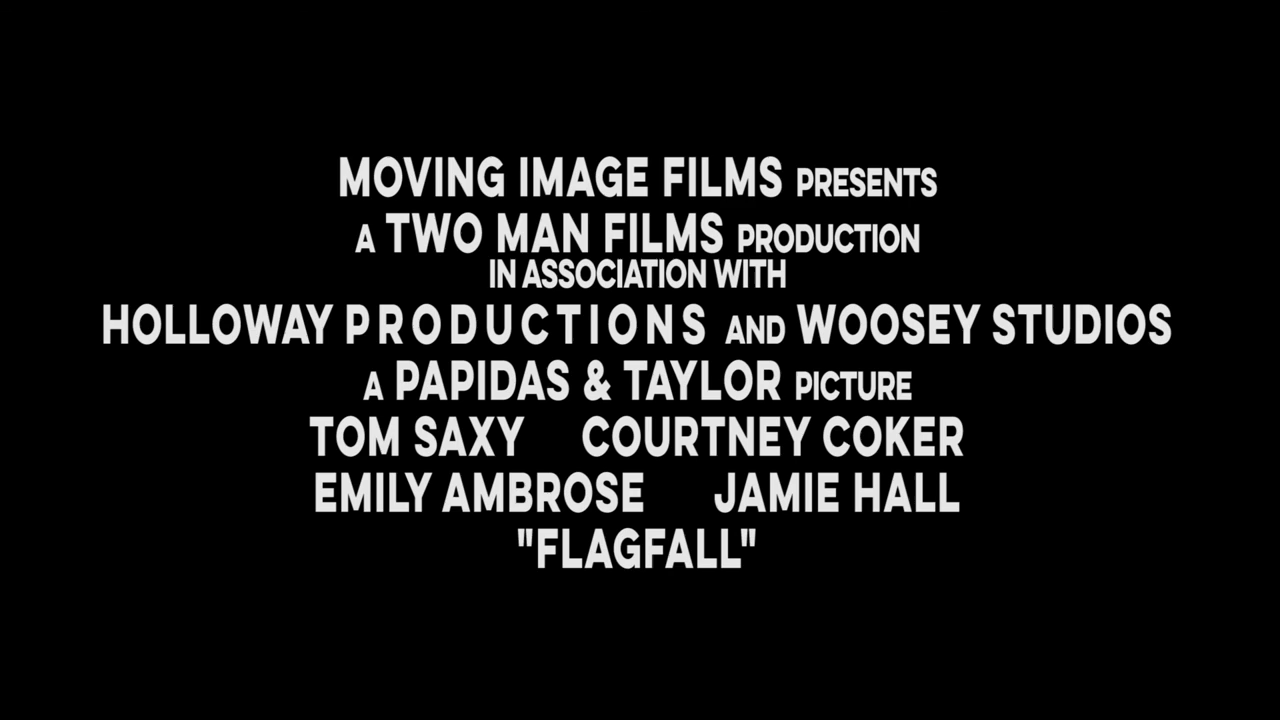 MOVING IMAGE FILMS PRESENTS
A TWO MAN FILMS PRODUCTION
IN ASSOCIATION WITH
HOLLOWAY PRODUCTIONS AND WOOSEY STUDIOS
A PAPIDAS & TAYLOR PICTURE
TOM SAXY COURTNEY COKER
EMILY AMBROSE JAMIE HALL
"FLAGFALL"